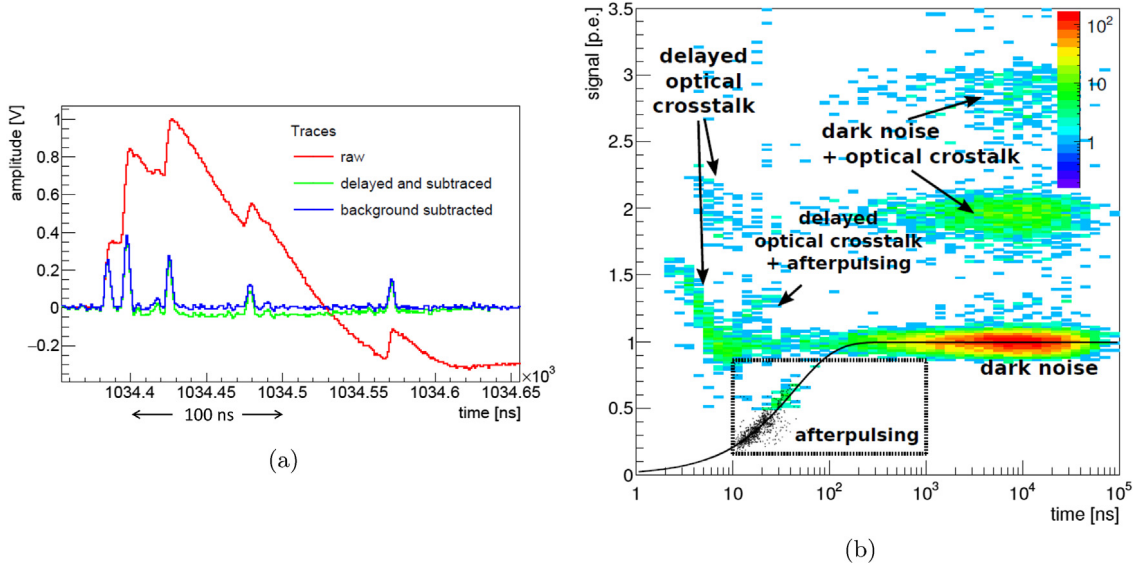 amplitude [V]
1
0.8
0.6
0.4
0.2
0
−0.2
Traces
raw
delayed and subtraced
background subtracted
×10³
1034.4
1034.45
1034.5
1034.55
1034.6
1034.65
time [ns]
100 ns
(a)
signal [p.e.]
3.5
3
2.5
2
1.5
1
0.5
0
delayed
optical
crosstalk
dark noise
+ optical crostalk
delayed
optical crosstalk
+ afterpulsing
dark noise
afterpulsing
10²
10
1
1
10
10²
10³
10⁴
10⁵
time [ns]
(b)